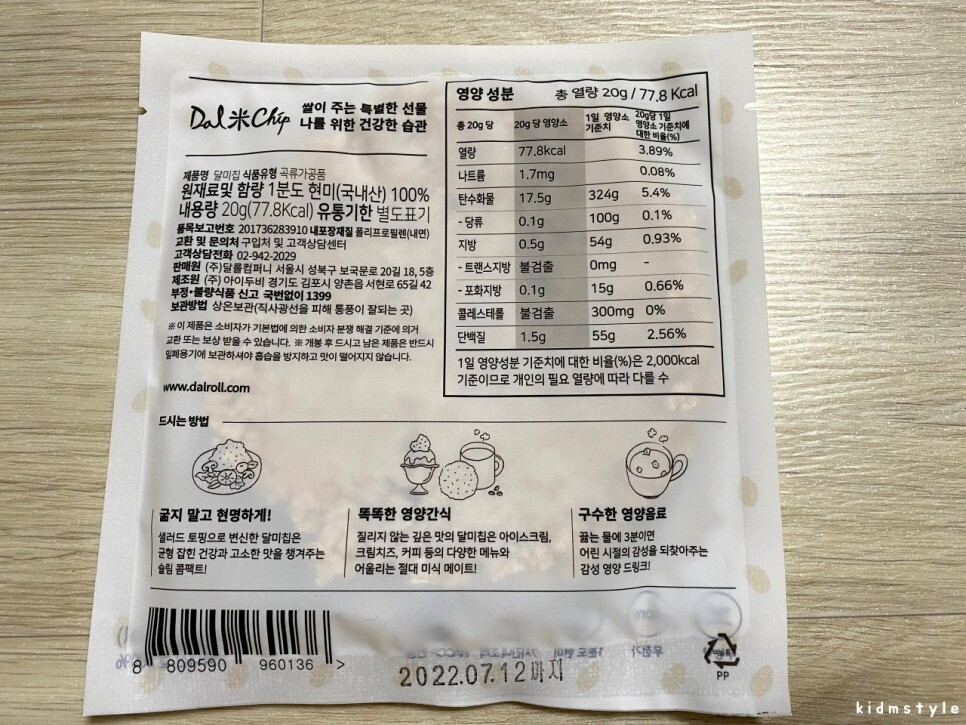 Dal米Chip
쌀이 주는 특별한 선물
나를 위한 건강한 습관
제품명 달미칩 식품유형 곡류가공품
원재료및 함량 1분도 현미(국내산) 100%
내용량 20g(77.8Kcal) 유통기한 별도표기
품목보고번호 201736283910 내포장재질 폴리프로필렌(내면)
교환 및 문의처 구입처 및 고객상담센터
고객상담전화 02-942-2029
판매원 (주)달롤컴퍼니 서울시 성북구 보국문로 20길 18, 5층
제조원 (주) 아이두비 경기도 김포시 양촌읍 서현로 65길 42
부정•불량식품 신고 국번없이 1399
보관방법 상온보관(직사광선을 피해 통풍이 잘되는 곳)
※ 이 제품은 소비자가 기본법에 의한 소비자 분쟁 해결 기준에 의거
교환 또는 보상 받을 수 있습니다. ※ 개봉 후 드시고 남은 제품은 반드시
밀폐용기에 보관하셔야 흡습을 방지하고 맛이 떨어지지 않습니다.
www.dalroll.com
영양 성분 총 열량 20g / 77.8 Kcal
총 20g 당 20g 당 영양소 1일 영양소 기준치 20g당 1일 영양소 기준치에 대한 비율(%)
열량 77.8kcal 3.89%
나트륨 1.7mg 0.08%
탄수화물 17.5g 324g 5.4%
- 당류 0.1g 100g 0.1%
지방 0.5g 54g 0.93%
- 트랜스지방 불검출 0mg -
- 포화지방 0.1g 15g 0.66%
콜레스테롤 불검출 300mg 0%
단백질 1.5g 55g 2.56%
1일 영양성분 기준치에 대한 비율(%)은 2,000kcal
기준이므로 개인의 필요 열량에 따라 다를 수
드시는 방법
굶지 말고 현명하게!
샐러드 토핑으로 변신한 달미칩은
균형 잡힌 건강과 고소한 맛을 챙겨주는
슬림 콤팩트!
똑똑한 영양간식
질리지 않는 깊은 맛의 달미칩은 아이스크림,
크림치즈, 커피 등의 다양한 메뉴와
어울리는 절대 미식 메이트!
구수한 영양음료
끓는 물에 3분이면
어린 시절의 감성을 되찾아주는
감성 영양 드링크!
8 809590 960136 >
2022.07.12 마지
PP
kidmstyle